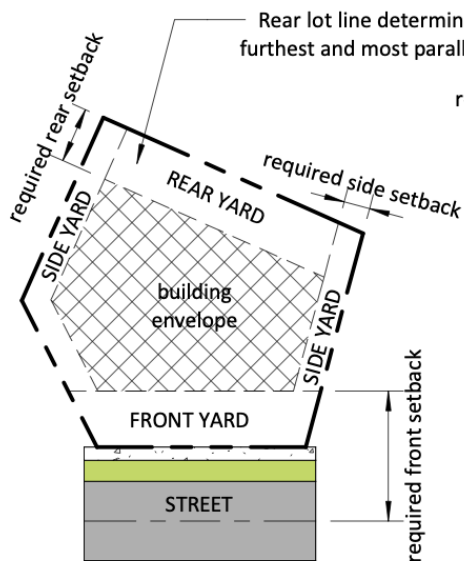 Rear lot line determin
furthest and most parall
r
required rear setback
required side setback
REAR YARD
SIDE YARD
building
envelope
SIDE YARD
FRONT YARD
required front setback
STREET